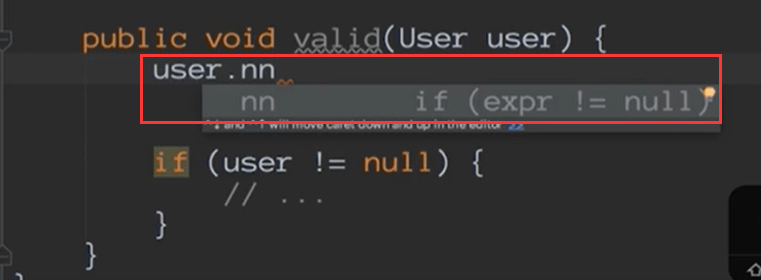 public void valid(User user) {
user.nn
nn if (expr != null)
^↓ and ^↑ will move caret down and up in the editor >>
if (user != null) {
// ...
}
}
}